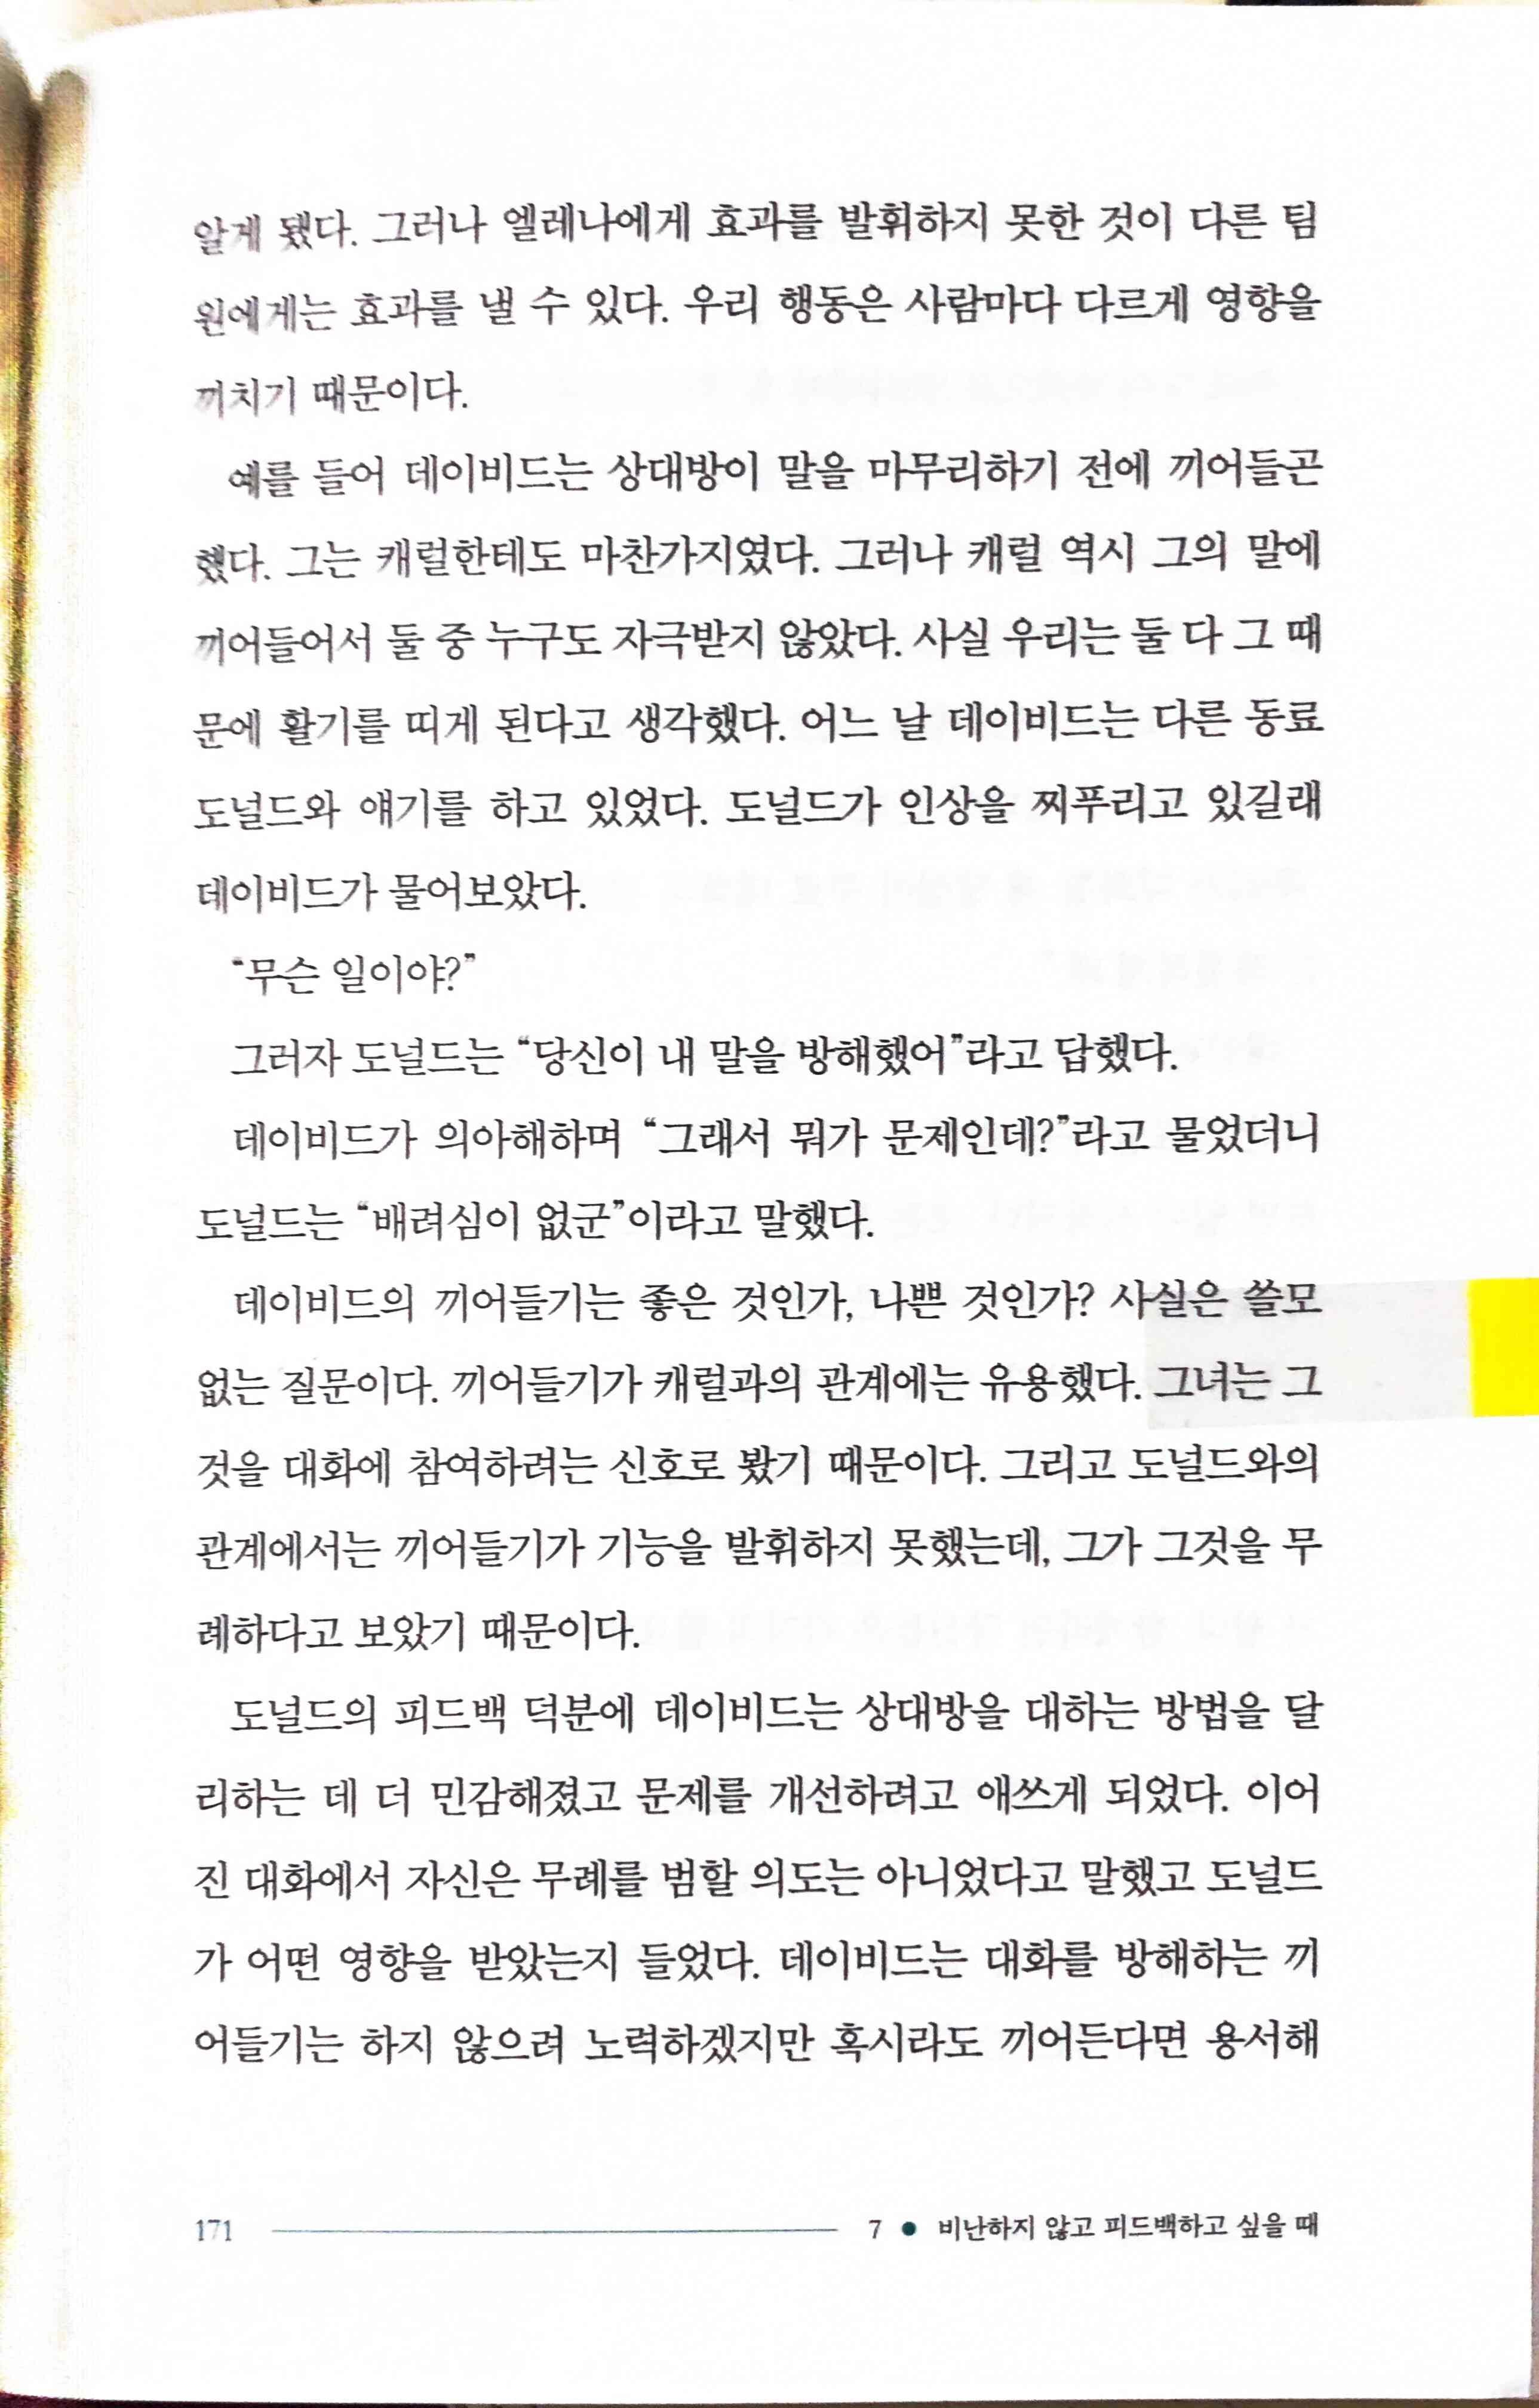 알게 됐다. 그러나 엘레나에게 효과를 발휘하지 못한 것이 다른 팀
원에게는 효과를 낼 수 있다. 우리 행동은 사람마다 다르게 영향을
끼치기 때문이다.
예를 들어 데이비드는 상대방이 말을 마무리하기 전에 끼어들곤
했다. 그는 캐럴한테도 마찬가지였다. 그러나 캐럴 역시 그의 말에
끼어들어서 둘 중 누구도 자극받지 않았다. 사실 우리는 둘 다 그 때
문에 활기를 띠게 된다고 생각했다. 어느 날 데이비드는 다른 동료
도널드와 얘기를 하고 있었다. 도널드가 인상을 찌푸리고 있길래
데이비드가 물어보았다.
“무슨 일이야?”
그러자 도널드는 “당신이 내 말을 방해했어”라고 답했다.
데이비드가 의아해하며 “그래서 뭐가 문제인데?”라고 물었더니
도널드는 “배려심이 없군”이라고 말했다.
데이비드의 끼어들기는 좋은 것인가, 나쁜 것인가? 사실은 쓸모
없는 질문이다. 끼어들기가 캐럴과의 관계에는 유용했다. 그녀는 그
것을 대화에 참여하려는 신호로 봤기 때문이다. 그리고 도널드와의
관계에서는 끼어들기가 기능을 발휘하지 못했는데, 그가 그것을 무
례하다고 보았기 때문이다.
도널드의 피드백 덕분에 데이비드는 상대방을 대하는 방법을 달
리하는 데 더 민감해졌고 문제를 개선하려고 애쓰게 되었다. 이어
진 대화에서 자신은 무례를 범할 의도는 아니었다고 말했고 도널드
가 어떤 영향을 받았는지 들었다. 데이비드는 대화를 방해하는 끼
어들기는 하지 않으려 노력하겠지만 혹시라도 끼어든다면 용서해
171 7 ● 비난하지 않고 피드백하고 싶을 때